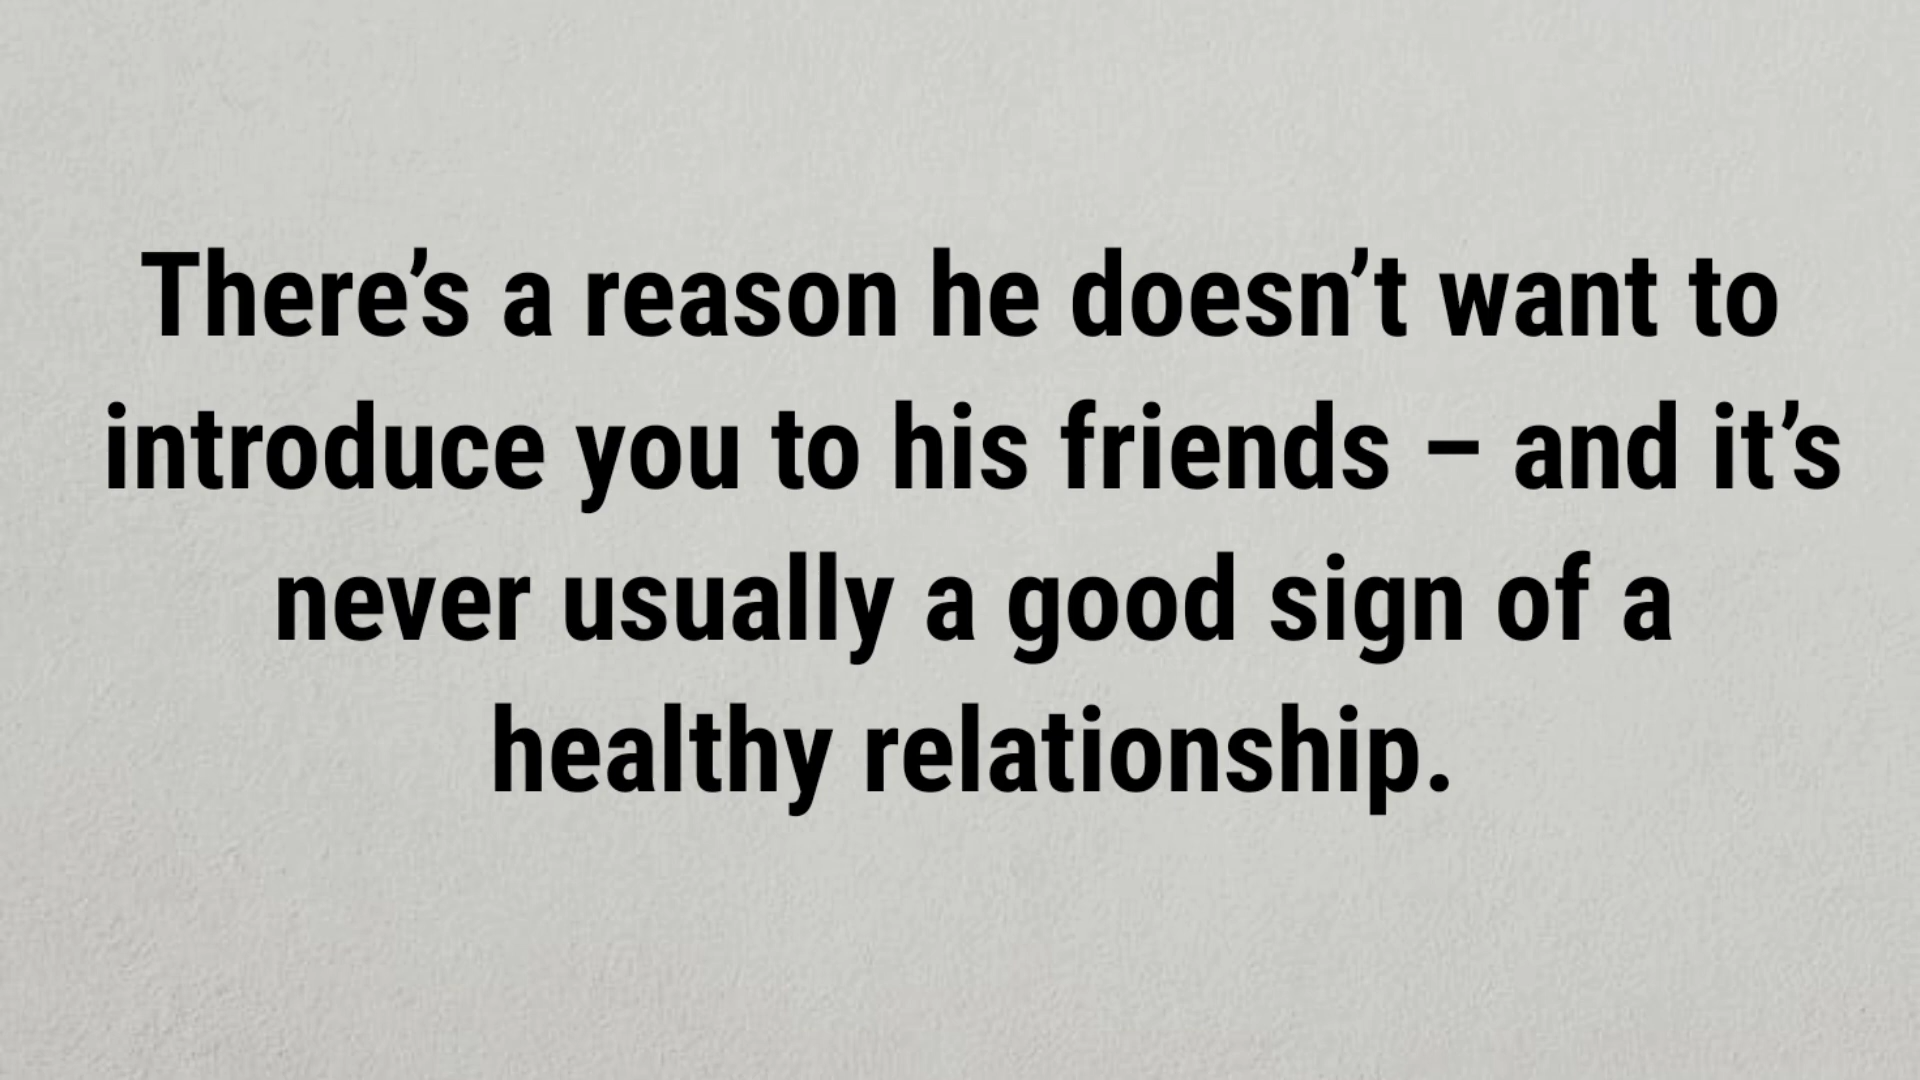 There’s a reason he doesn’t want to
introduce you to his friends – and it’s
never usually a good sign of a
healthy relationship.